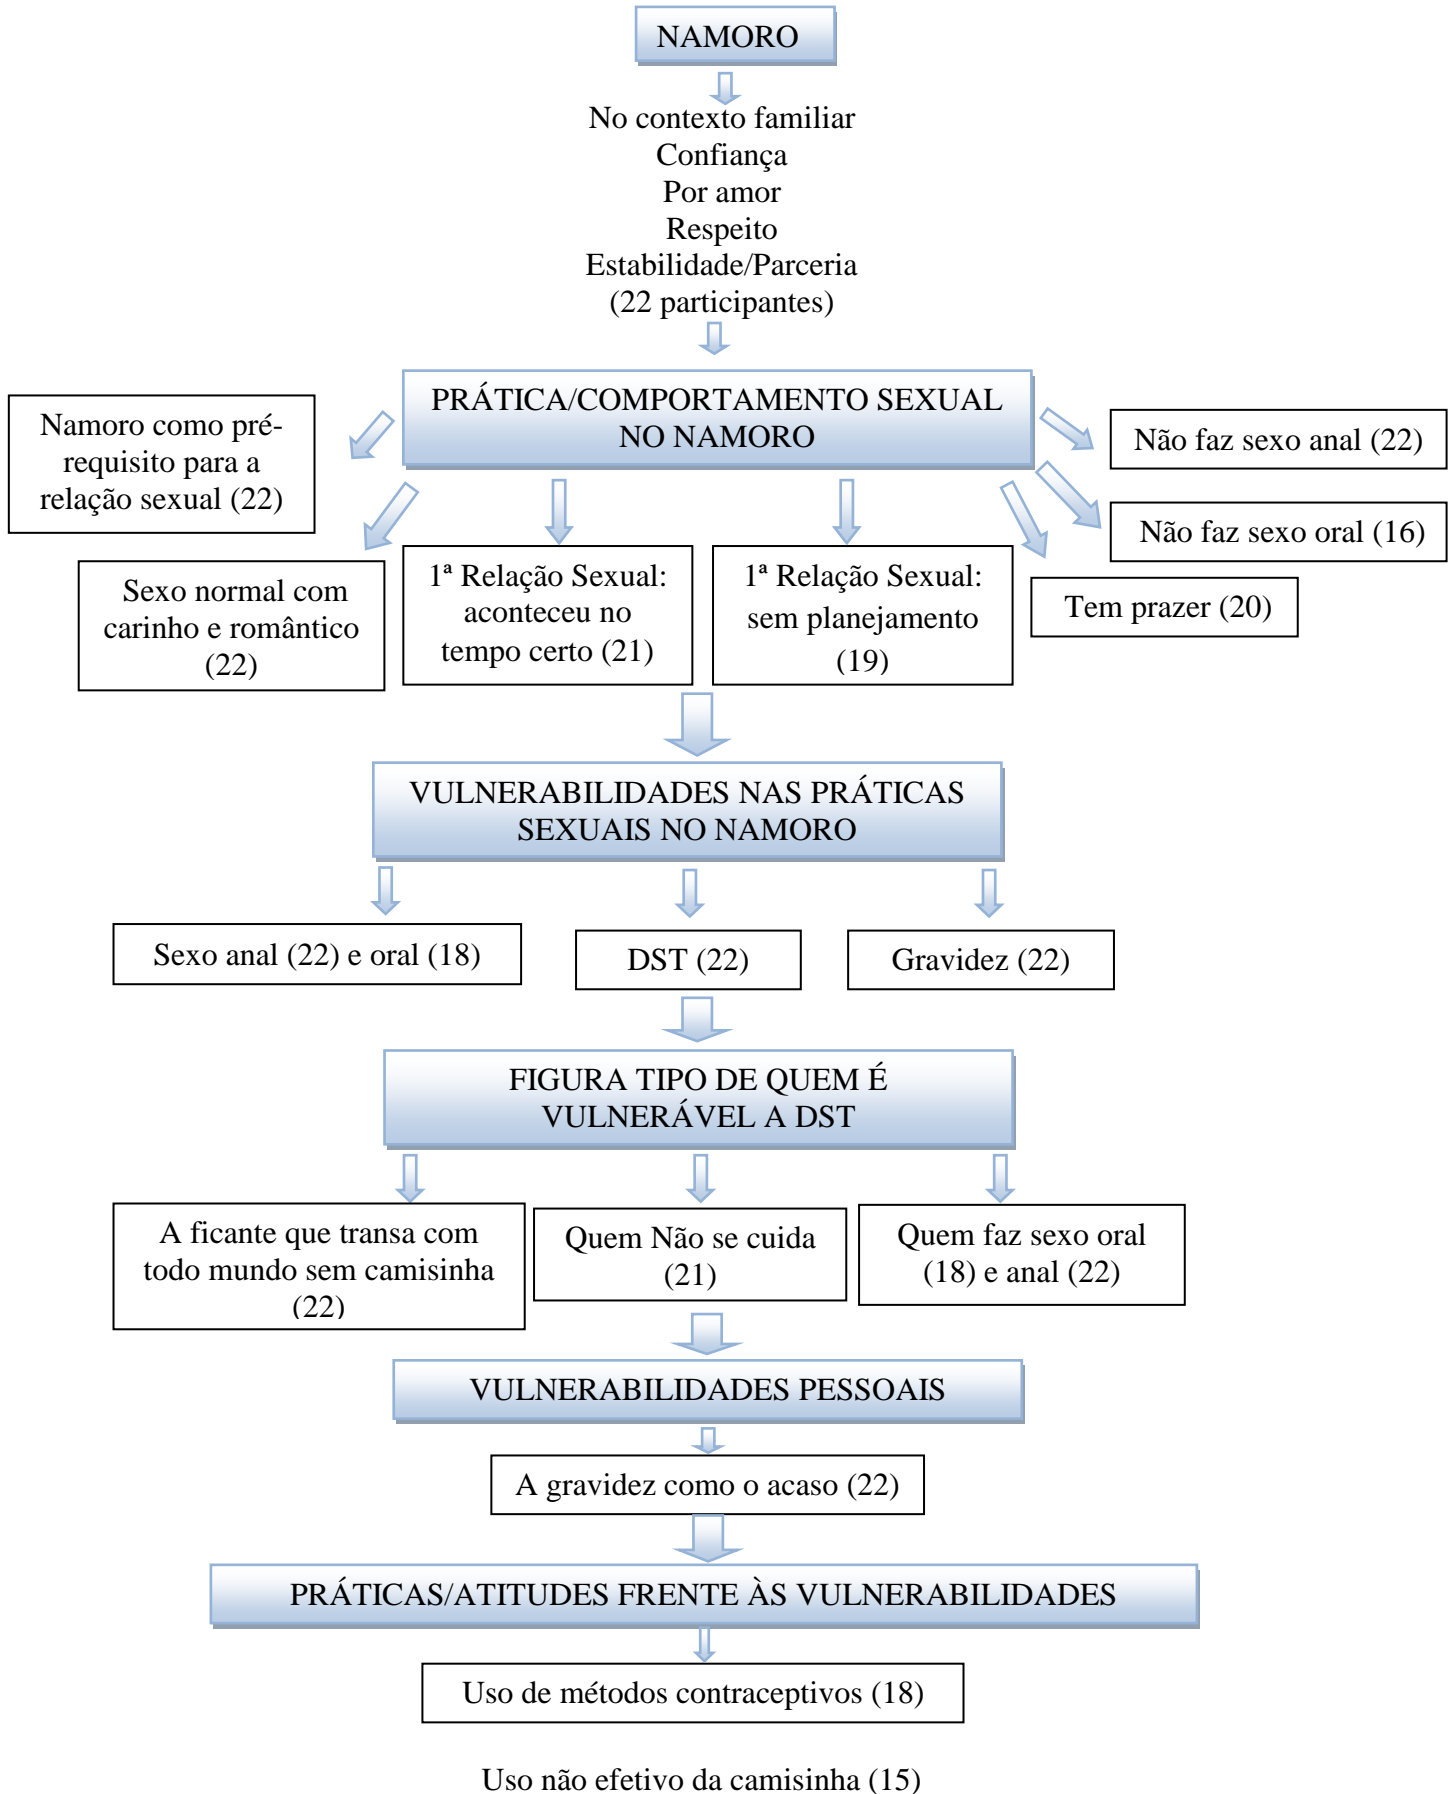 NAMORO
No contexto familiar
Confiança
Por amor
Respeito
Estabilidade/Parceria
(22 participantes)
PRÁTICA/COMPORTAMENTO SEXUAL
NO NAMORO
Namoro como pré-
requisito para a
relação sexual (22)
Não faz sexo anal (22)
Não faz sexo oral (16)
Sexo normal com
carinho e romântico
(22)
1ª Relação Sexual:
aconteceu no
tempo certo (21)
1ª Relação Sexual:
sem planejamento
(19)
Tem prazer (20)
VULNERABILIDADES NAS PRÁTICAS
SEXUAIS NO NAMORO
Sexo anal (22) e oral (18)
DST (22)
Gravidez (22)
FIGURA TIPO DE QUEM É
VULNERÁVEL A DST
A ficante que transa com
todo mundo sem camisinha
(22)
Quem Não se cuida
(21)
Quem faz sexo oral
(18) e anal (22)
VULNERABILIDADES PESSOAIS
A gravidez como o acaso (22)
PRÁTICAS/ATITUDES FRENTE ÀS VULNERABILIDADES
Uso de métodos contraceptivos (18)
Uso não efetivo da camisinha (15)